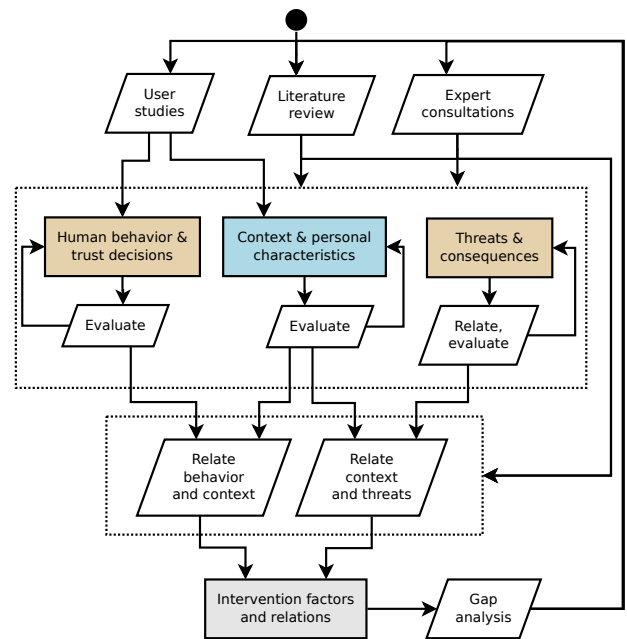 User
studies
Literature
review
Expert
consultations
Human behavior &
trust decisions
Context & personal
characteristics
Threats &
consequences
Evaluate
Evaluate
Relate,
evaluate
Relate
behavior
and context
Relate
context
and threats
Intervention factors
and relations
Gap
analysis